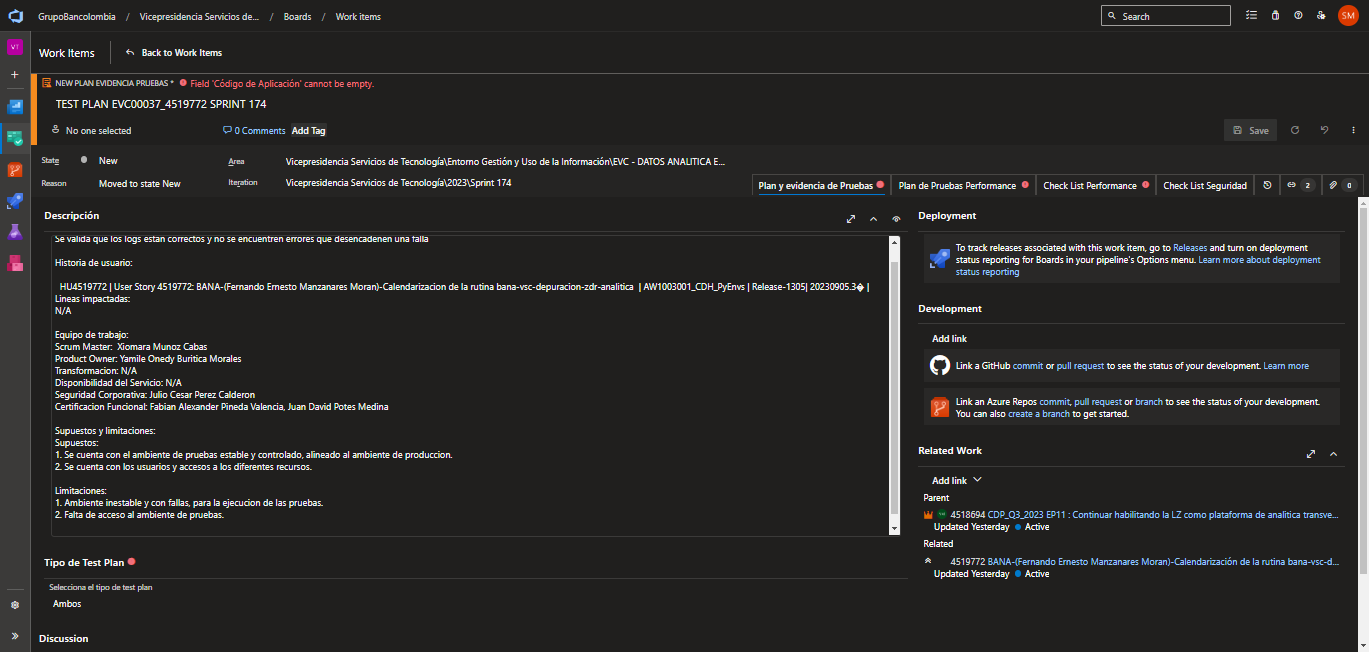 GrupoBancolombia / Vicepresidencia Servicios de... / Boards / Work items
Search
SM
VT
Work Items
Back to Work Items
NEW PLAN EVIDENCIA PRUEBAS * Field 'Código de Aplicación' cannot be empty.
TEST PLAN EVC00037_4519772 SPRINT 174
No one selected
0 Comments
Add Tag
Save
State
New
Area
Vicepresidencia Servicios de Tecnología\Entorno Gestión y Uso de la Información\EVC - DATOS ANALITICA E...
Reason
Moved to state New
Iteration
Vicepresidencia Servicios de Tecnología\2023\Sprint 174
Plan y evidencia de Pruebas
Plan de Pruebas Performance
Check List Performance
Check List Seguridad
2
0
Descripción
Se valida que los logs estan correctos y no se encuentren errores que desencadenen una falla
Historia de usuario:
HU4519772 | User Story 4519772: BANA-(Fernando Ernesto Manzanares Moran)-Calendarizacion de la rutina bana-vsc-depuracion-zdr-analitica | AW1003001_CDH_PyEnvs | Release-1305| 20230905.3� |
Lineas impactadas:
N/A
Equipo de trabajo:
Scrum Master: Xiomara Munoz Cabas
Product Owner: Yamile Onedy Buritica Morales
Transformacion: N/A
Disponibilidad del Servicio: N/A
Seguridad Corporativa: Julio Cesar Perez Calderon
Certificacion Funcional: Fabian Alexander Pineda Valencia, Juan David Potes Medina
Supuestos y limitaciones:
Supuestos:
1. Se cuenta con el ambiente de pruebas estable y controlado, alineado al ambiente de produccion.
2. Se cuenta con los usuarios y accesos a los diferentes recursos.
Limitaciones:
1. Ambiente inestable y con fallas, para la ejecucion de las pruebas.
2. Falta de acceso al ambiente de pruebas.
Tipo de Test Plan
Selecciona el tipo de test plan
Ambos
Discussion
Deployment
To track releases associated with this work item, go to Releases and turn on deployment
status reporting for Boards in your pipeline's Options menu. Learn more about deployment
status reporting
Development
Add link
Link a GitHub commit or pull request to see the status of your development. Learn more
Link an Azure Repos commit, pull request or branch to see the status of your development.
You can also create a branch to get started.
Related Work
Add link
Parent
4518694 CDP_Q3_2023 EP11 : Continuar habilitando la LZ como plataforma de analitica transve...
Updated Yesterday Active
Related
4519772 BANA-(Fernando Ernesto Manzanares Moran)-Calendarización de la rutina bana-vsc-d...
Updated Yesterday Active